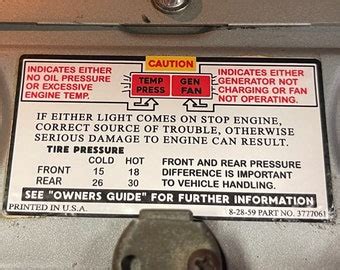 CAUTION
INDICATES EITHER
NO OIL PRESSURE
OR EXCESSIVE
ENGINE TEMP.
TEMP GEN
PRESS FAN
INDICATES EITHER
GENERATOR NOT
CHARGING OR FAN
NOT OPERATING.
IF EITHER LIGHT COMES ON STOP ENGINE,
CORRECT SOURCE OF TROUBLE, OTHERWISE
SERIOUS DAMAGE TO ENGINE CAN RESULT.
TIRE PRESSURE
COLD HOT
FRONT 15 18
REAR 26 30
FRONT AND REAR PRESSURE
DIFFERENCE IS IMPORTANT
TO VEHICLE HANDLING.
SEE "OWNERS GUIDE" FOR FURTHER INFORMATION
PRINTED IN U.S.A. 8-28-59 PART NO. 3777061